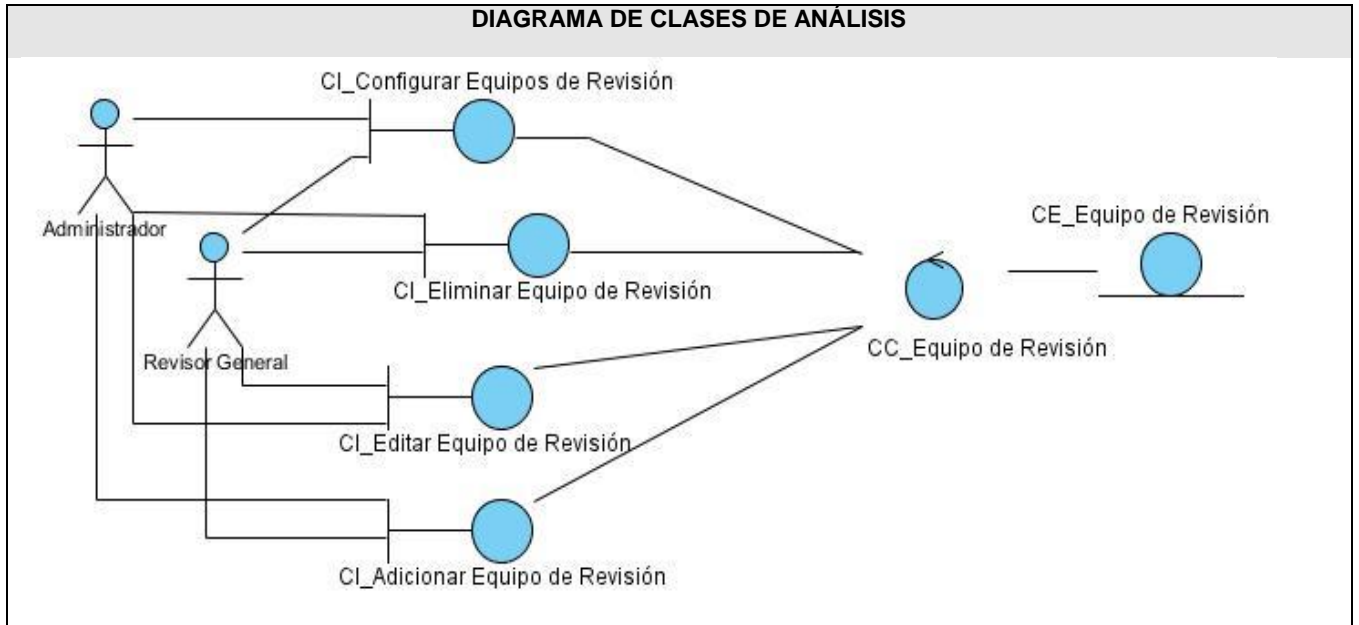 DIAGRAMA DE CLASES DE ANÁLISIS
CI_Configurar Equipos de Revisión
Administrador
CE_Equipo de Revisión
CI_Eliminar Equipo de Revisión
Revisor General
CC_Equipo de Revisión
CI_Editar Equipo de Revisión
CI_Adicionar Equipo de Revisión